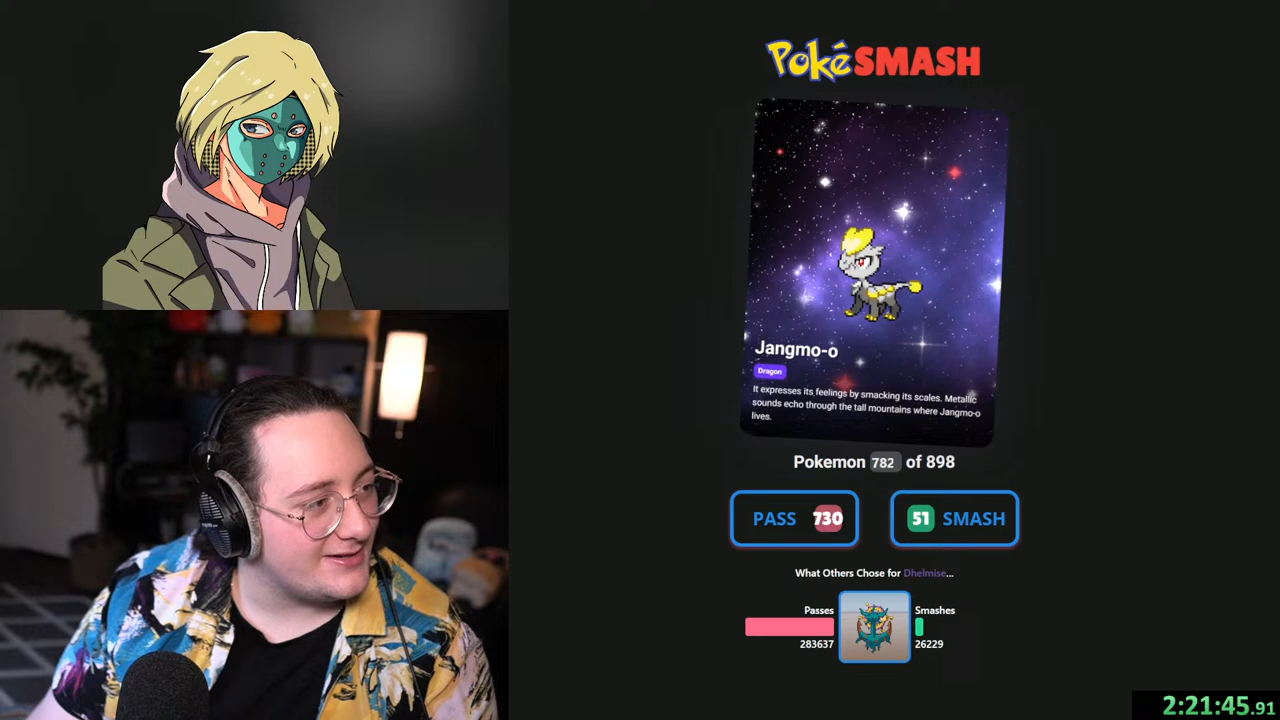 PokéSMASH
Jangmo-o
Dragon
It expresses its feelings by smacking its scales. Metallic
sounds echo through the tall mountains where Jangmo-o
lives.
Pokemon 782 of 898
PASS 730
51 SMASH
What Others Chose for Dhelmise...
Passes
Smashes
283637
26229
2:21:45.91